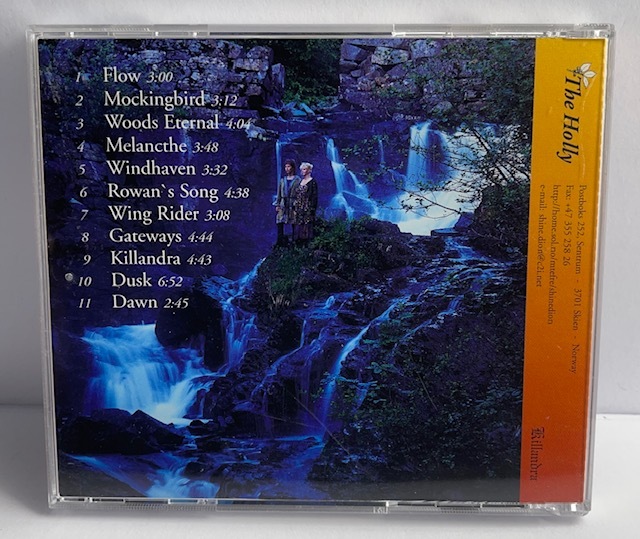 1 Flow 3:00
2 Mockingbird 3:12
3 Woods Eternal 4:04
4 Melancthe 3:48
5 Windhaven 3:32
6 Rowan`s Song 4:38
7 Wing Rider 3:08
8 Gateways 4:44
9 Killandra 4:43
10 Dusk 6:52
11 Dawn 2:45
The Holly
Postboks 252, Sentrum - 3701 Skien - Norway
Fax: +47 355 258 26
http://home.sol.no/mtefre/shinedion
e-mail: shine.dion@c2i.net
Killandra